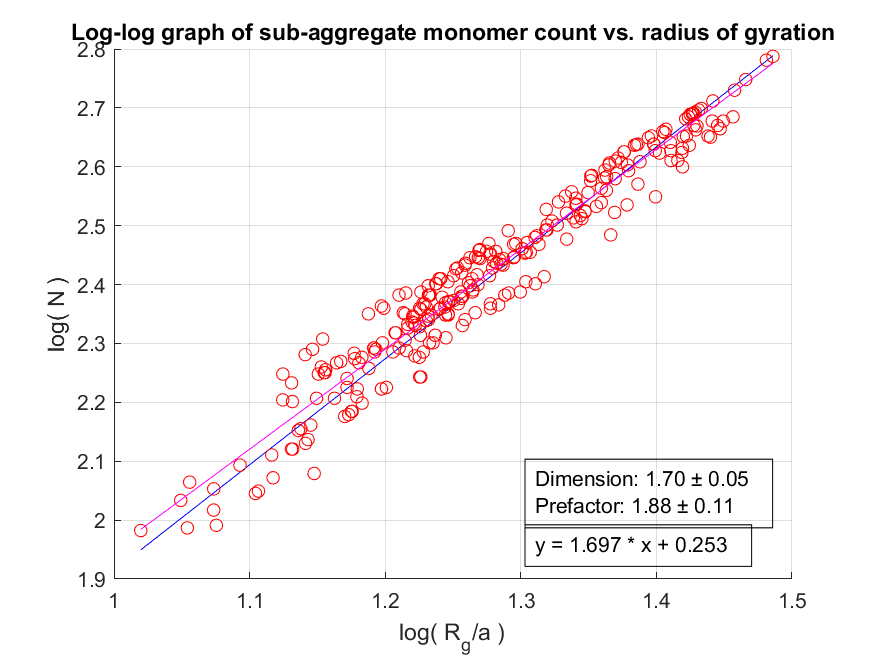 Log-log graph of sub-aggregate monomer count vs. radius of gyration
2.8
2.7
2.6
2.5
2.4
2.3
2.2
2.1
2
1.9
log( N )
Dimension: 1.70 ± 0.05
Prefactor: 1.88 ± 0.11
y = 1.697 * x + 0.253
1 1.1 1.2 1.3 1.4 1.5
log( R_g/a )